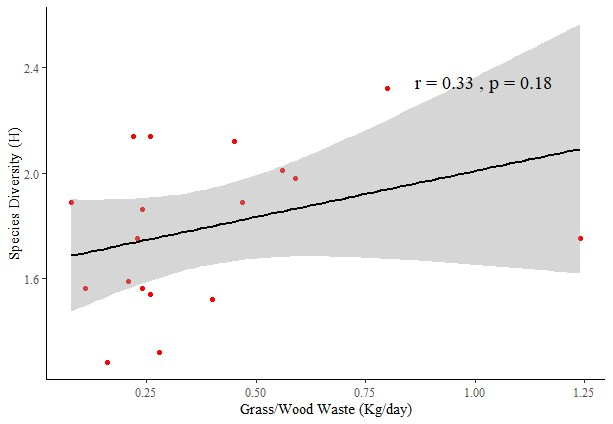 Species Diversity (H)
2.4
2.0
1.6
r = 0.33 , p = 0.18
0.25 0.50 0.75 1.00 1.25
Grass/Wood Waste (Kg/day)